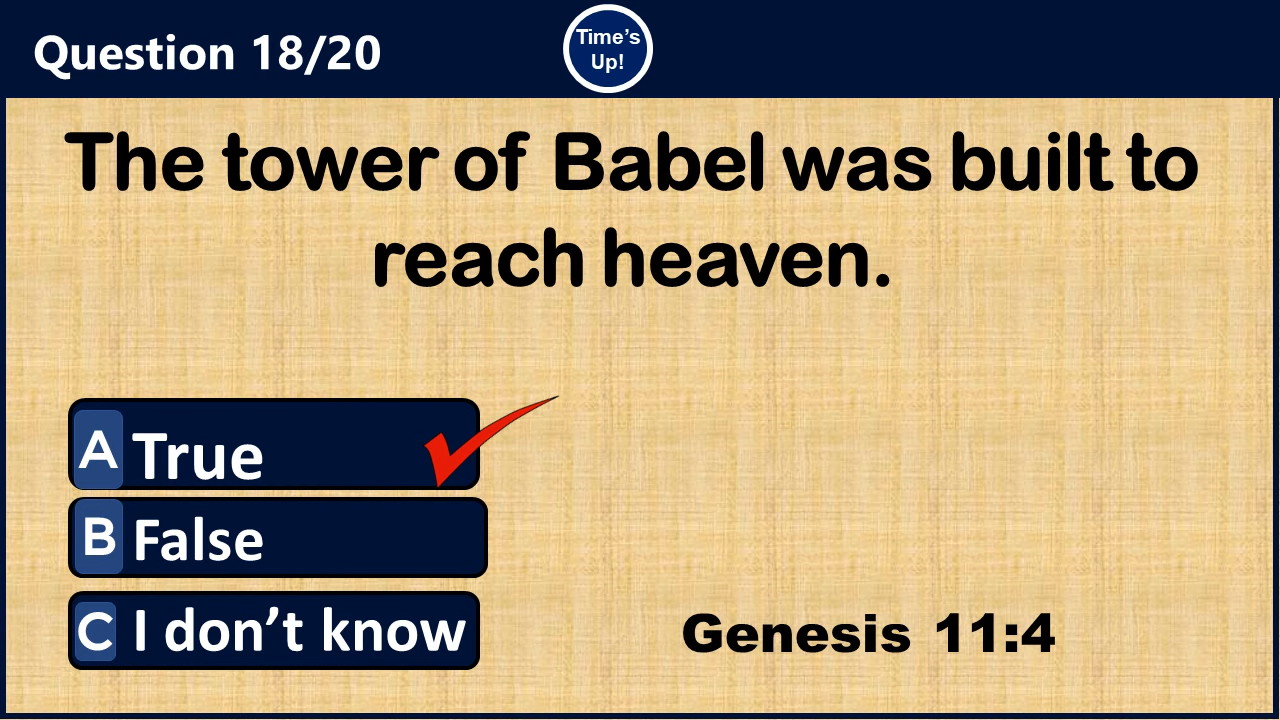 Question 18/20
Time's
Up!
The tower of Babel was built to
reach heaven.
A True
B False
C I don't know
Genesis 11:4